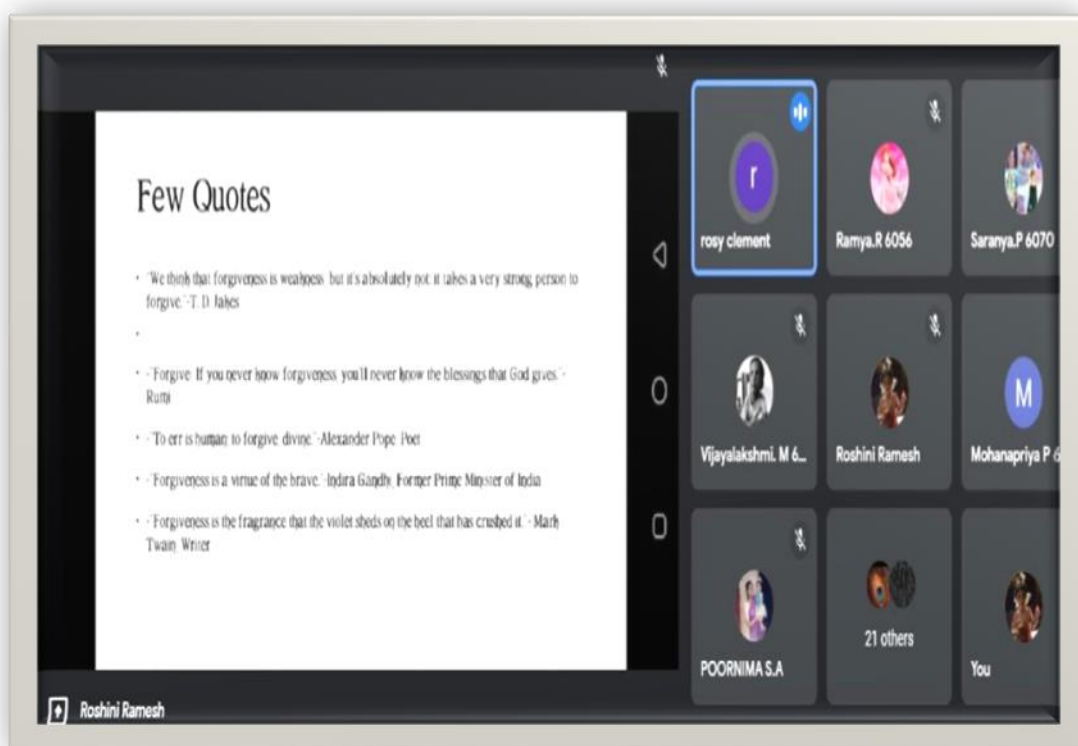 Few Quotes
• "We think that forgiveness is weakness, but it's absolutely not; it takes a very strong person to
forgive."-T. D. Jakes
•
• -"Forgive. If you never know forgiveness, you'll never know the blessings that God gives."-
Rumi
• -"To err is human; to forgive, divine."-Alexander Pope, Poet
• -"Forgiveness is a virtue of the brave."-Indira Gandhi, Former Prime Minister of India
• -"Forgiveness is the fragrance that the violet sheds on the heel that has crushed it." - Mark
Twain, Writer
Roshini Ramesh
r
rosy clement
Ramya.R 6056
Saranya.P 6070
Vijayalakshmi. M 6...
Roshini Ramesh
M
Mohanapriya P 6
POORNIMA S.A
21 others
You